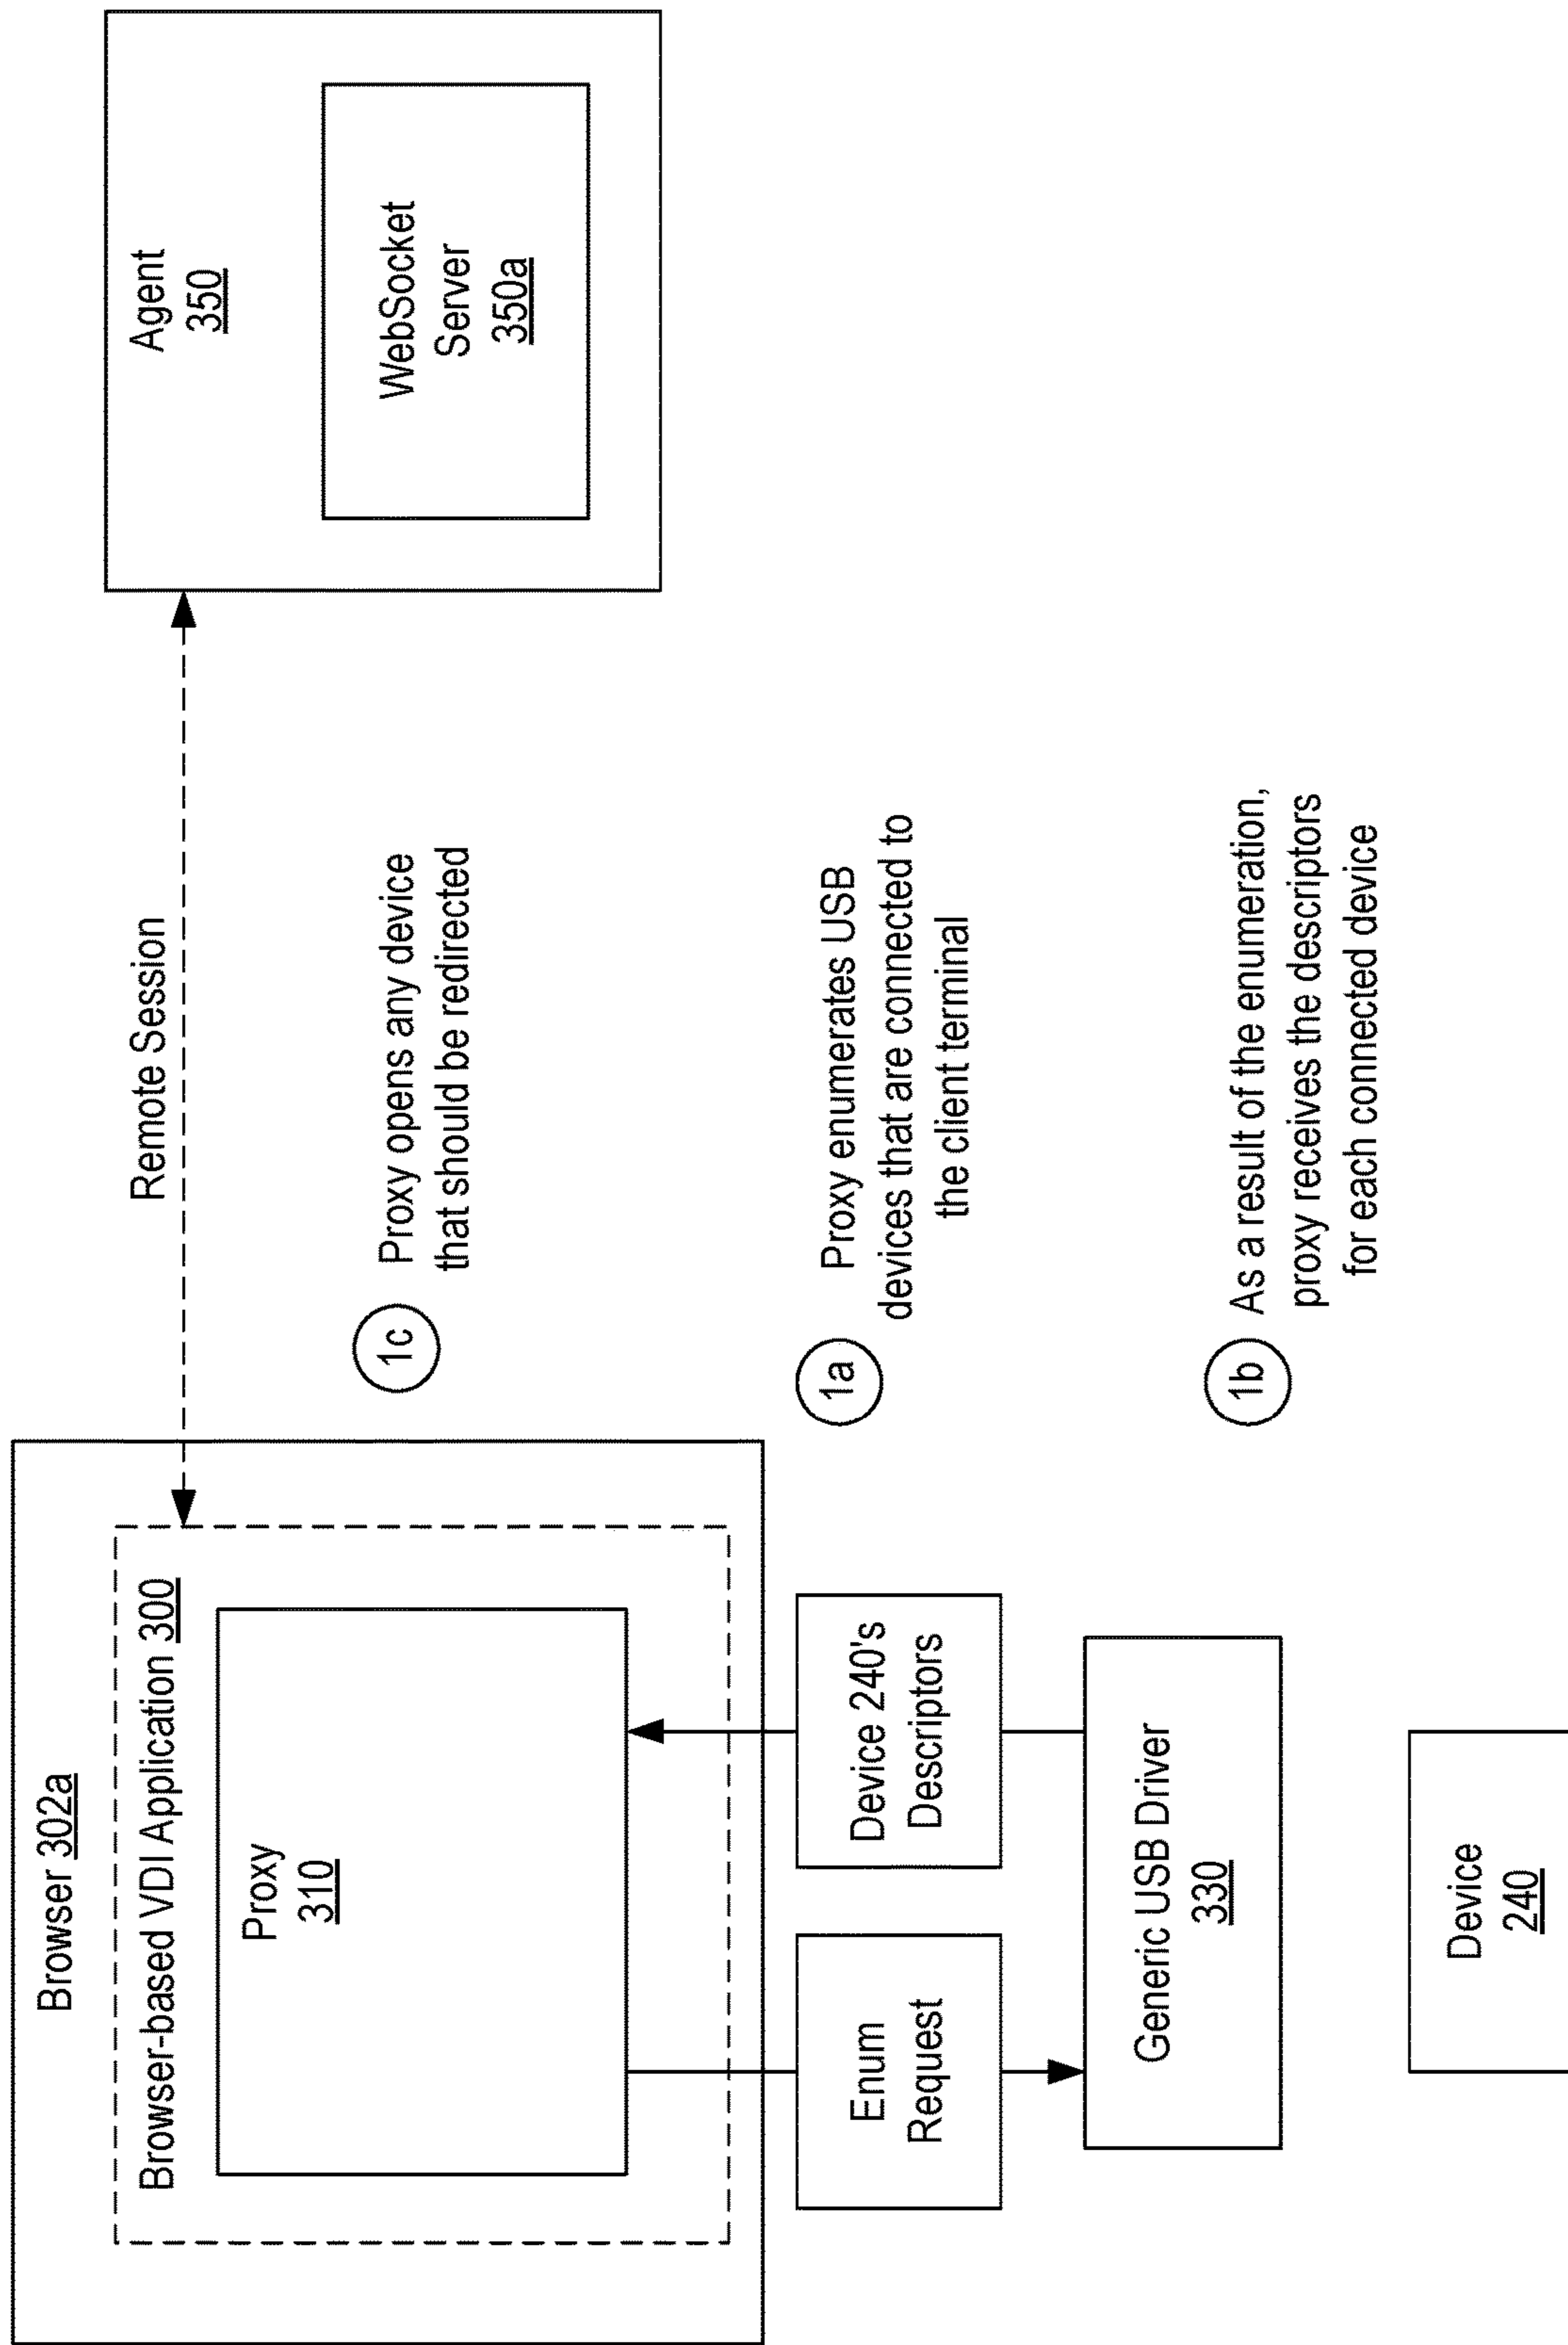 Browser 302a
Browser-based VDI Application 300
Proxy
310
Remote Session
Agent
350
WebSocket
Server
350a
1c
Proxy opens any device
that should be redirected
Enum
Request
Device 240's
Descriptors
1a
Proxy enumerates USB
devices that are connected to
the client terminal
Generic USB Driver
330
1b
As a result of the enumeration,
proxy receives the descriptors
for each connected device
Device
240